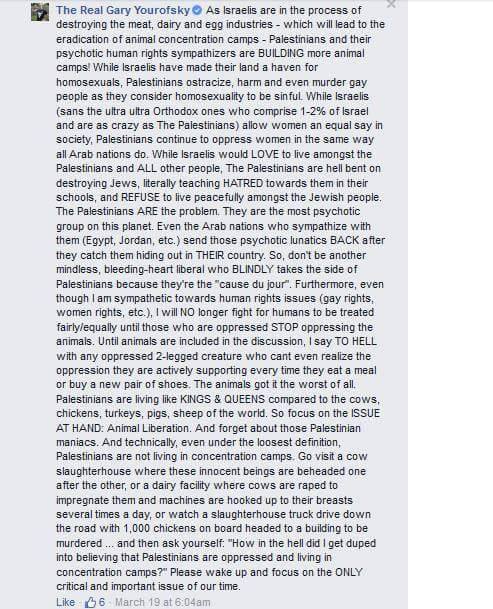 The Real Gary Yourofsky As Israelis are in the process of
destroying the meat, dairy and egg industries - which will lead to the
eradication of animal concentration camps - Palestinians and their
psychotic human rights sympathizers are BUILDING more animal
camps! While Israelis have made their land a haven for
homosexuals, Palestinians ostracize, harm and even murder gay
people as they consider homosexuality to be sinful. While Israelis
(sans the ultra ultra Orthodox ones who comprise 1-2% of Israel
and are as crazy as The Palestinians) allow women an equal say in
society, Palestinians continue to oppress women in the same way
all Arab nations do. While Israelis would LOVE to live amongst the
Palestinians and ALL other people, The Palestinians are hell bent on
destroying Jews, literally teaching HATRED towards them in their
schools, and REFUSE to live peacefully amongst the Jewish people.
The Palestinians ARE the problem. They are the most psychotic
group on this planet. Even the Arab nations who sympathize with
them (Egypt, Jordan, etc.) send those psychotic lunatics BACK after
they catch them hiding out in THEIR country. So, don't be another
mindless, bleeding-heart liberal who BLINDLY takes the side of
Palestinians because they're the "cause du jour". Furthermore, even
though I am sympathetic towards human rights issues (gay rights,
women rights, etc.), I will NO longer fight for humans to be treated
fairly/equally until those who are oppressed STOP oppressing the
animals. Until animals are included in the discussion, I say TO HELL
with any oppressed 2-legged creature who cant even realize the
oppression they are actively supporting every time they eat a meal
or buy a new pair of shoes. The animals got it the worst of all.
Palestinians are living like KINGS & QUEENS compared to the cows,
chickens, turkeys, pigs, sheep of the world. So focus on the ISSUE
AT HAND: Animal Liberation. And forget about those Palestinian
maniacs. And technically, even under the loosest definition,
Palestinians are not living in concentration camps. Go visit a cow
slaughterhouse where these innocent beings are beheaded one
after the other, or a dairy facility where cows are raped to
impregnate them and machines are hooked up to their breasts
several times a day, or watch a slaughterhouse truck drive down
the road with 1,000 chickens on board headed to a building to be
murdered ... and then ask yourself: "How in the hell did I get duped
into believing that Palestinians are oppressed and living in
concentration camps?" Please wake up and focus on the ONLY
critical and important issue of our time.
Like · 6 · March 19 at 6:04am